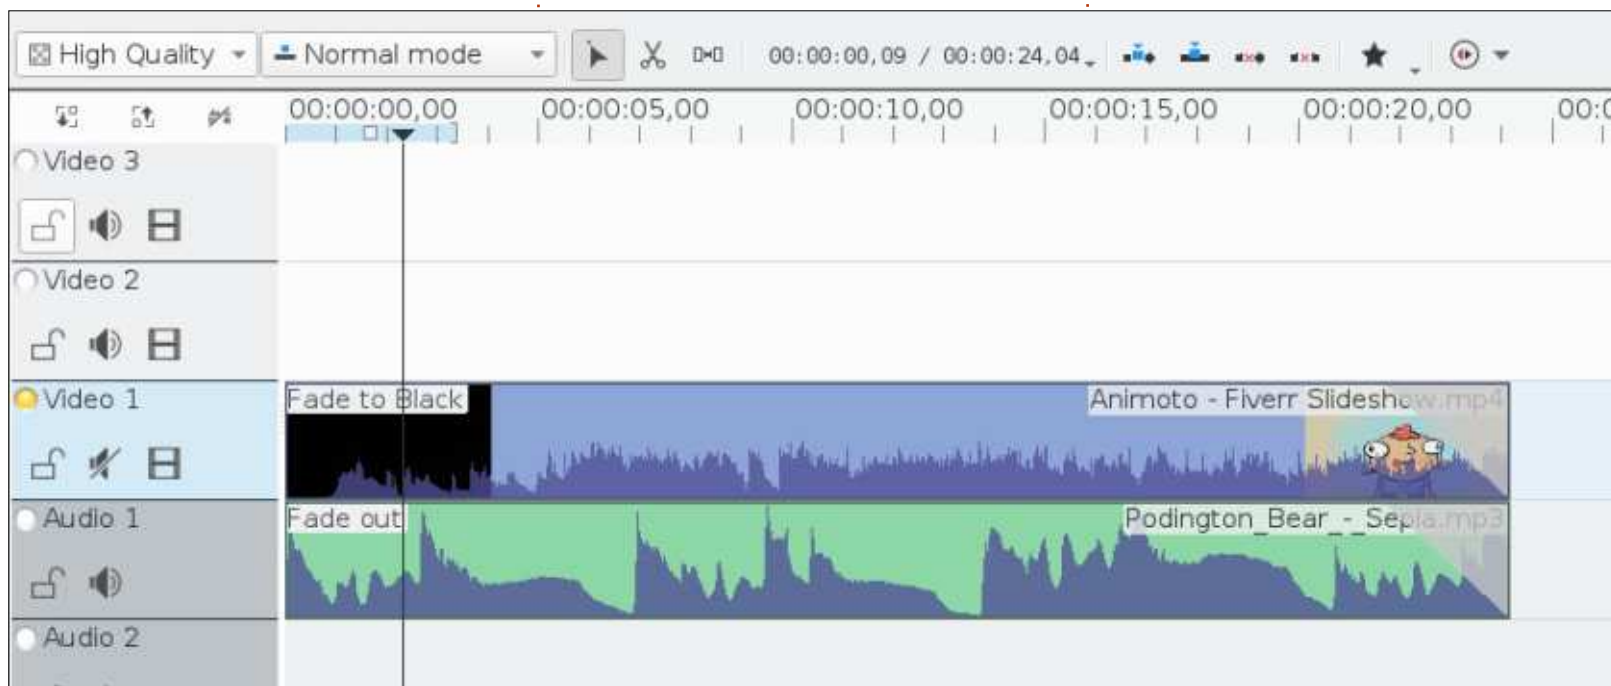 High Quality Normal mode 00:00:00,09 / 00:00:24,04
00:00:00,00 00:00:05,00 00:00:10,00 00:00:15,00 00:00:20,00 00:0
Video 3
Video 2
Video 1
Fade to Black Animoto - Fiverr Slideshow.mp4
Audio 1
Fade out Podington_Bear_-_Sepia.mp3
Audio 2